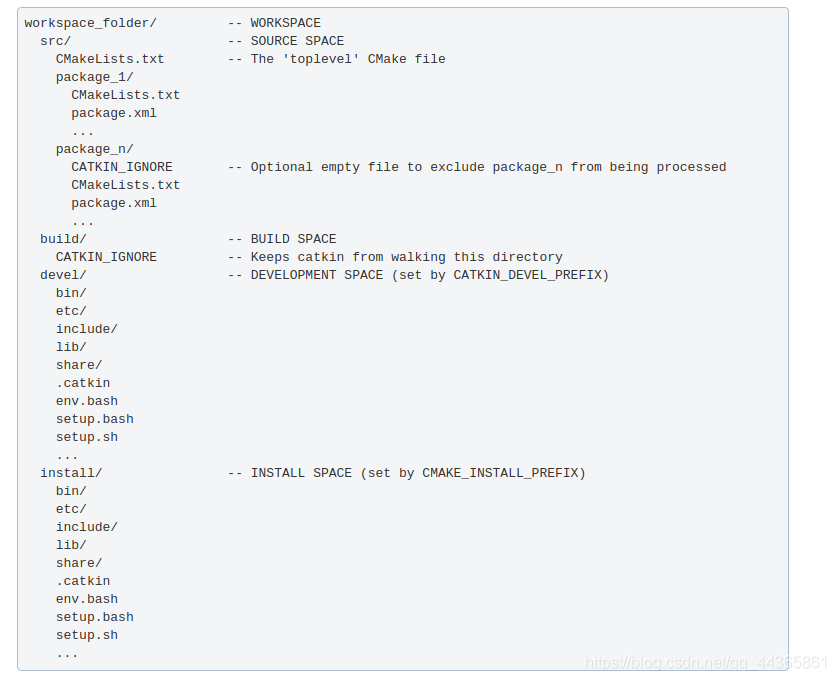 workspace_folder/         -- WORKSPACE
  src/                    -- SOURCE SPACE
    CMakeLists.txt        -- The 'toplevel' CMake file
    package_1/
      CMakeLists.txt
      package.xml
      ...
    package_n/
      CATKIN_IGNORE       -- Optional empty file to exclude package_n from being processed
      CMakeLists.txt
      package.xml
      ...
  build/                  -- BUILD SPACE
    CATKIN_IGNORE         -- Keeps catkin from walking this directory
  devel/                  -- DEVELOPMENT SPACE (set by CATKIN_DEVEL_PREFIX)
    bin/
    etc/
    include/
    lib/
    share/
    .catkin
    env.bash
    setup.bash
    setup.sh
    ...
  install/                -- INSTALL SPACE (set by CMAKE_INSTALL_PREFIX)
    bin/
    etc/
    include/
    lib/
    share/
    .catkin
    env.bash
    setup.bash
    setup.sh
    ...
https://blog.csdn.net/qq_44365861